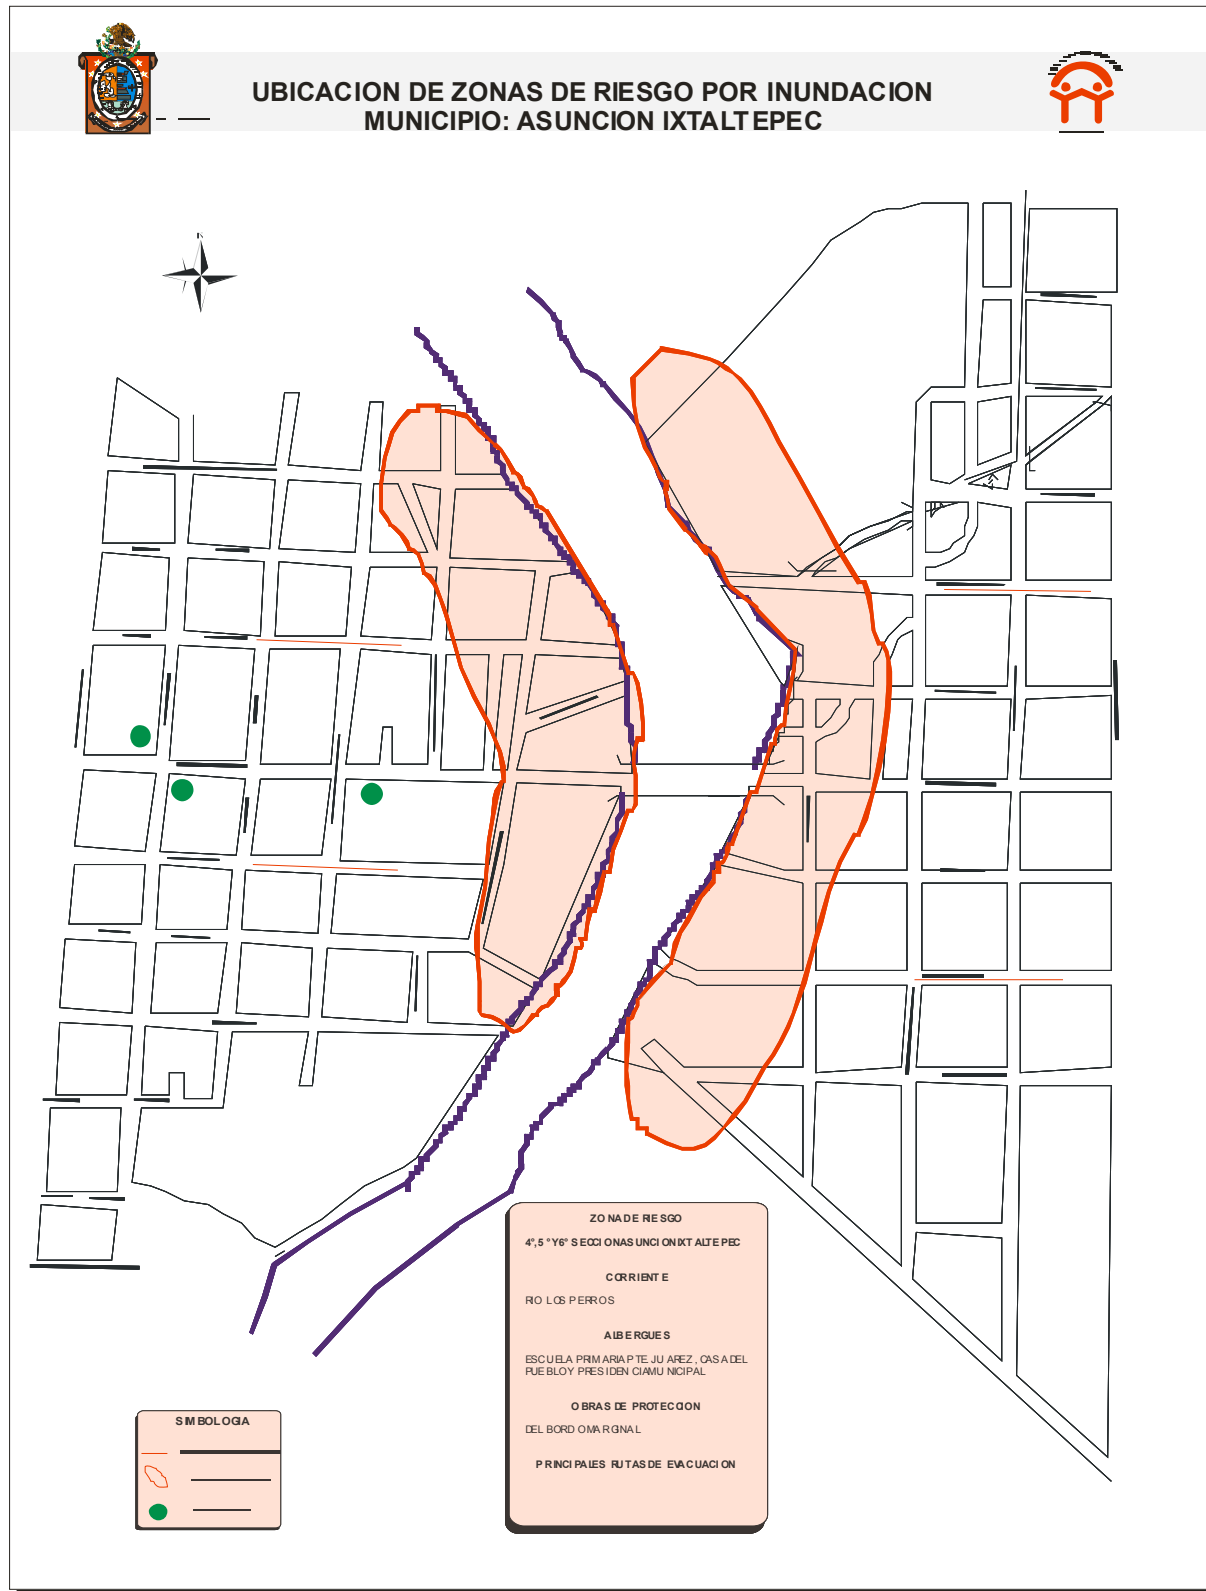 UBICACION DE ZONAS DE RIESGO POR INUNDACION
MUNICIPIO: ASUNCION IXTALTEPEC
ZONA DE RIESGO
4°, 5° Y 6° SECCION ASUNCION IXTALTEPEC
CORRIENTE
RIO LOS PERROS
ALBERGUES
ESCUELA PRIMARIA PTE. JUAREZ, CASA DEL
PUEBLO Y PRESIDENCIA MUNICIPAL
OBRAS DE PROTECCION
DEL BORDO MARGINAL
PRINCIPALES RUTAS DE EVACUACION
SIMBOLOGIA